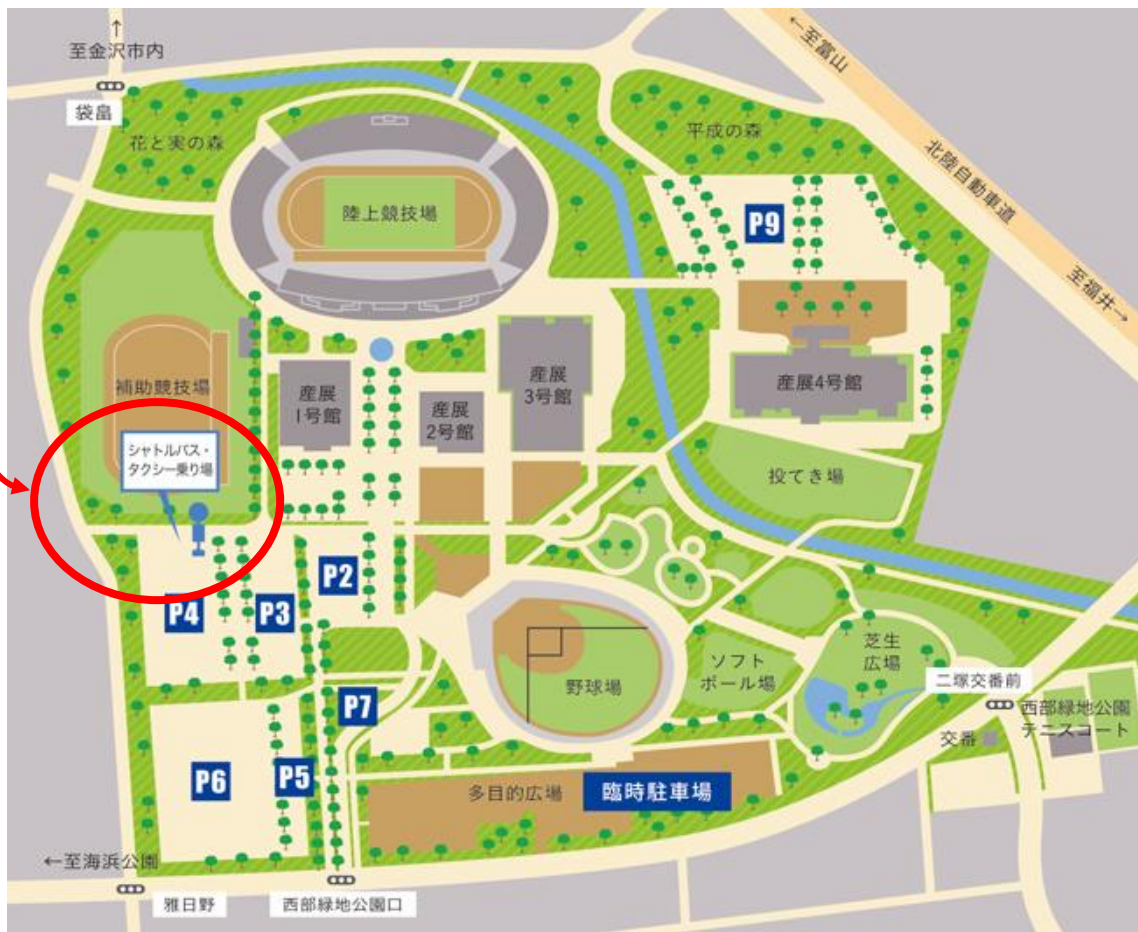 ↑
至金沢市内
袋畠
花と実の森
陸上競技場
平成の森
←至富山
北陸自動車道
至福井→
P9
補助競技場
産展
1号館
産展
2号館
産展
3号館
産展4号館
シャトルバス・
タクシー乗り場
投てき場
P2
P4
P3
野球場
ソフト
ボール場
芝生
広場
二塚交番前
西部緑地公園
テニスコート
交番
P7
P6
P5
多目的広場
臨時駐車場
←至海浜公園
雅日野
西部緑地公園口